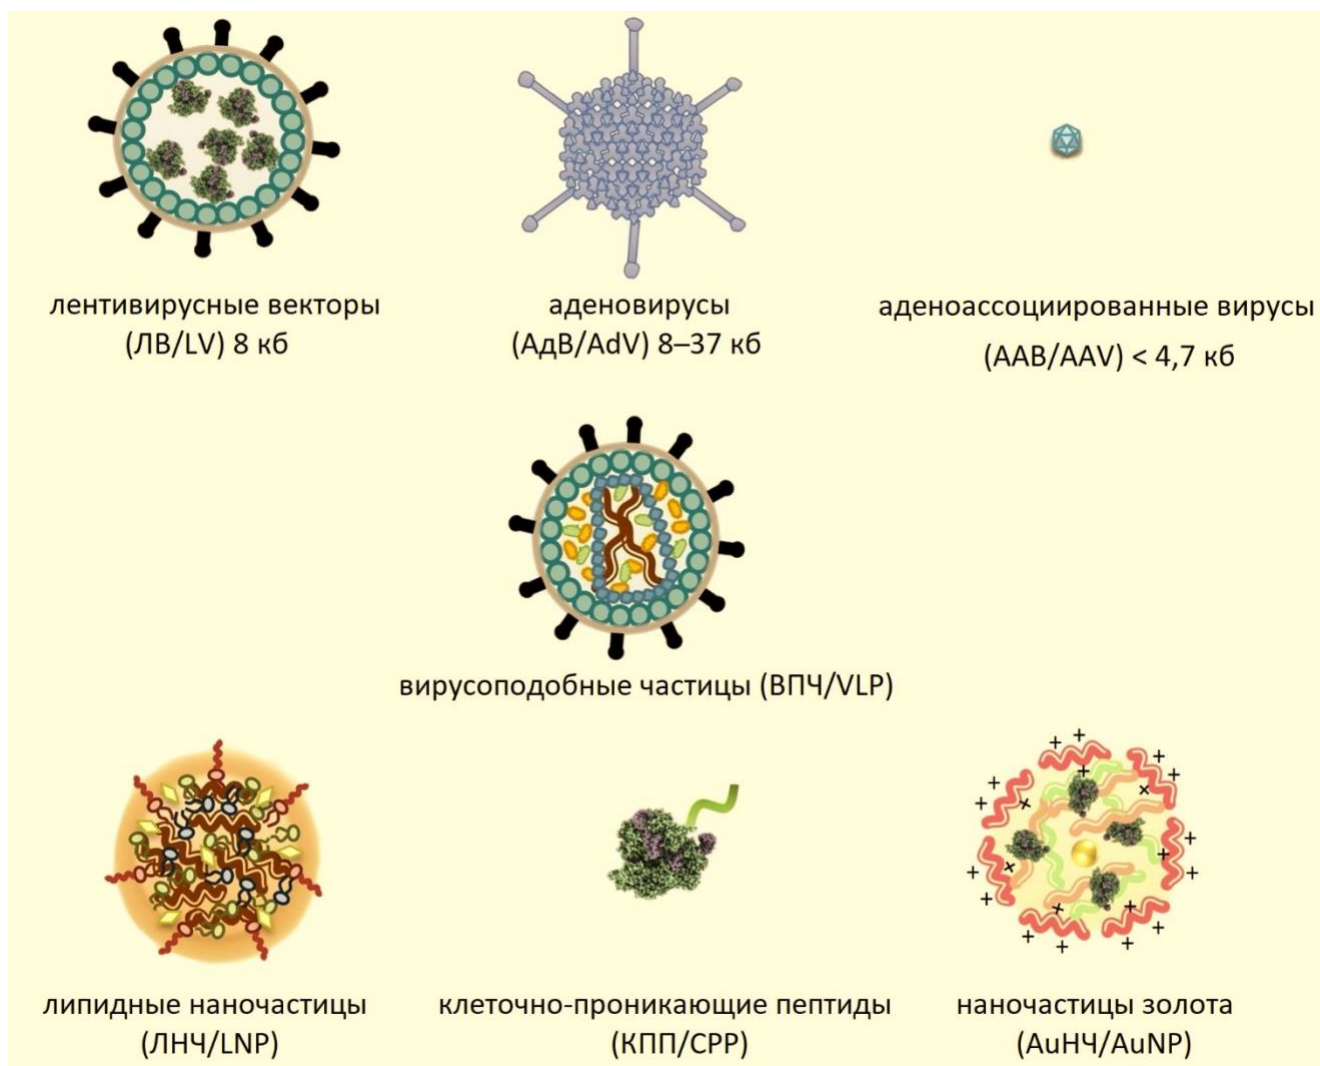 лентивирусные векторы
(ЛВ/LV) 8 кб
аденовирусы
(АдВ/AdV) 8–37 кб
аденоассоциированные вирусы
(ААВ/AAV) < 4,7 кб
вирусоподобные частицы (ВПЧ/VLP)
липидные наночастицы
(ЛНЧ/LNP)
клеточно-проникающие пептиды
(КПП/CPP)
наночастицы золота
(AuНЧ/AuNP)